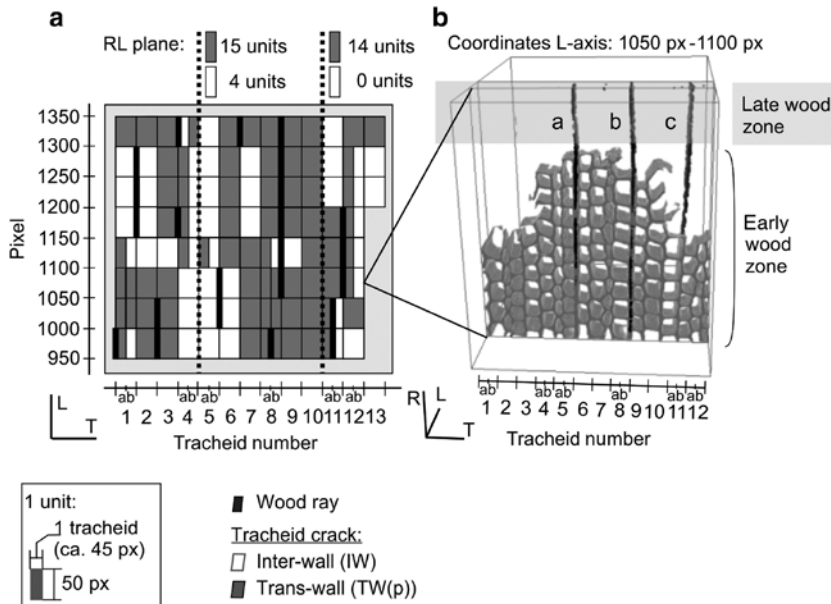 a
RL plane:
15 units
14 units
4 units
0 units
Pixel
1350
1300
1250
1200
1150
1100
1050
1000
950
ab ab ab ab ab ab
1 2 3 4 5 6 7 8 9 10 11 12 13
L
T
Tracheid number
b
Coordinates L-axis: 1050 px -1100 px
a b c
Late wood
zone
Early
wood
zone
ab ab ab ab ab ab
1 2 3 4 5 6 7 8 9 10 11 12
R L
T
Tracheid number
1 unit:
1 tracheid
(ca. 45 px)
50 px
Wood ray
Tracheid crack:
Inter-wall (IW)
Trans-wall (TW(p))